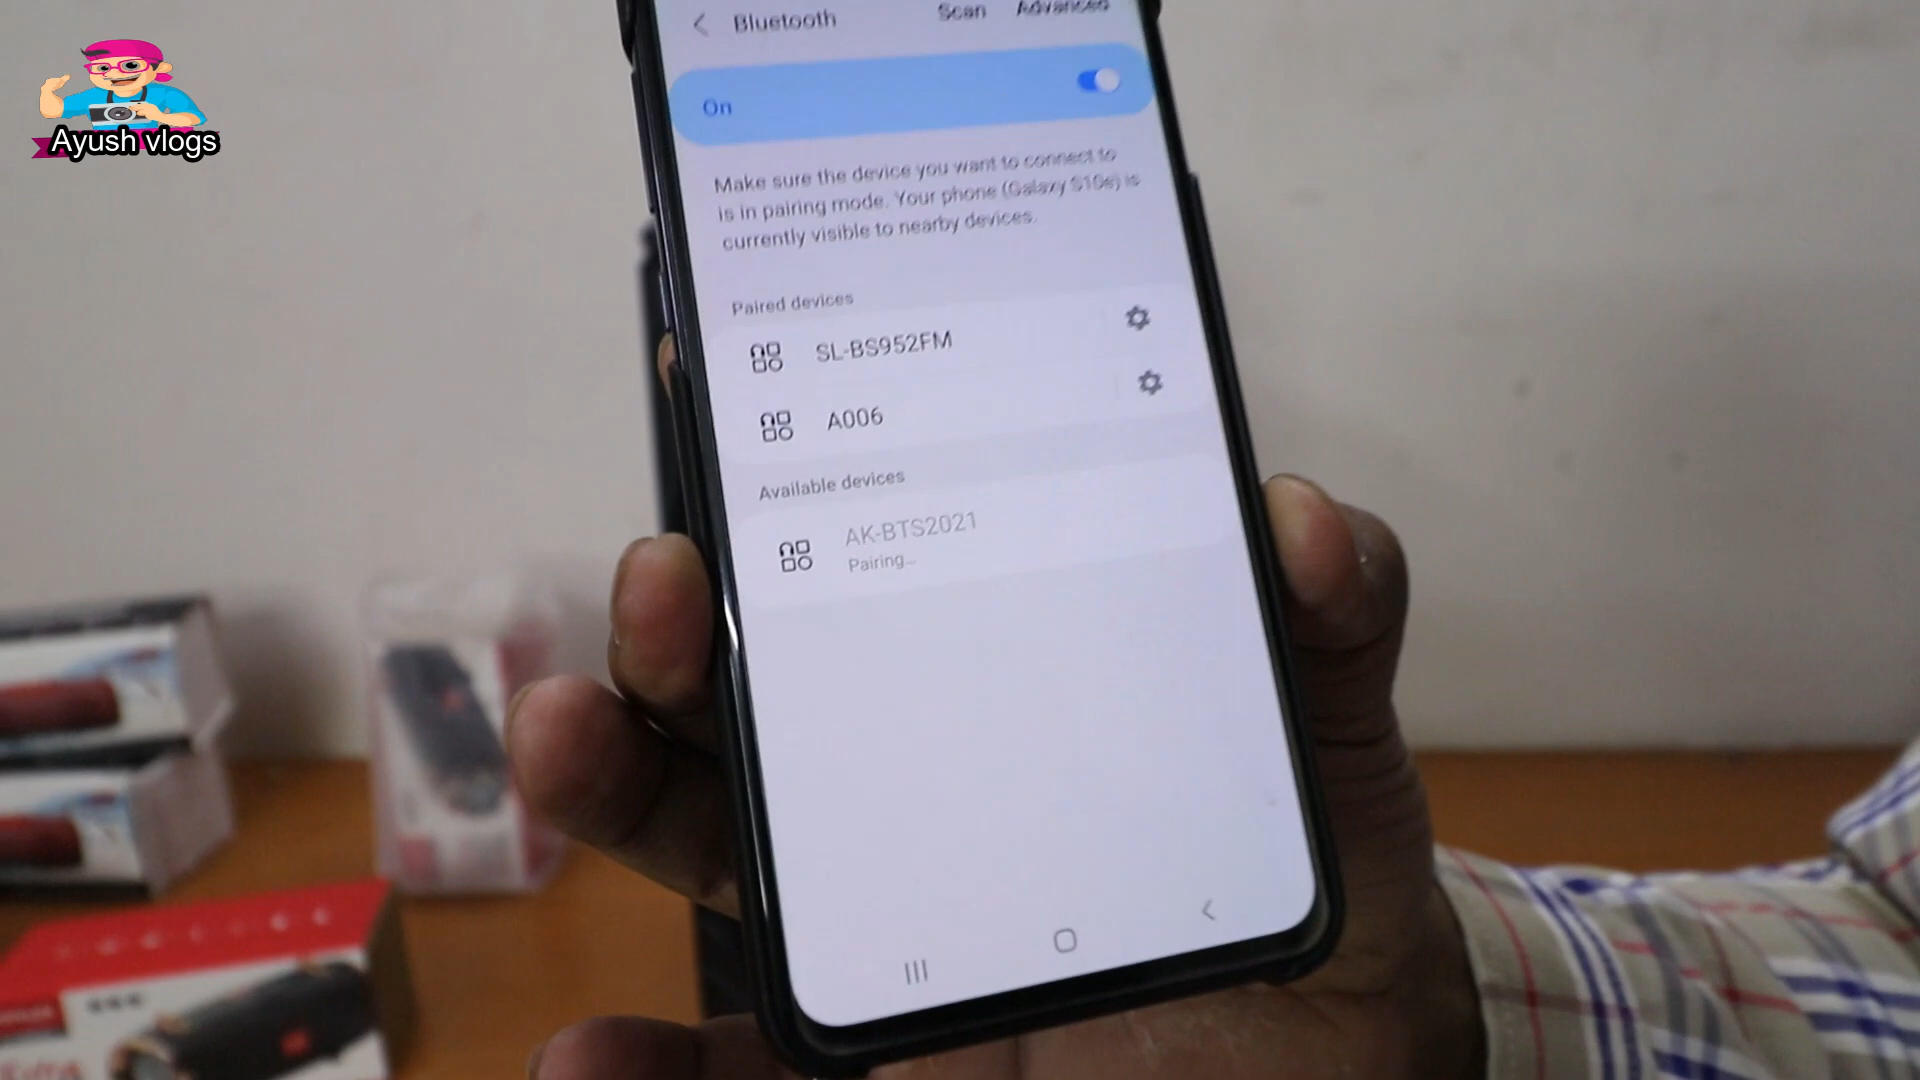 Ayush vlogs
Bluetooth Scan Advanced
On
Make sure the device you want to connect to
is in pairing mode. Your phone (Galaxy S10e) is
currently visible to nearby devices.
Paired devices
SL-BS952FM
A006
Available devices
AK-BTS2021
Pairing...